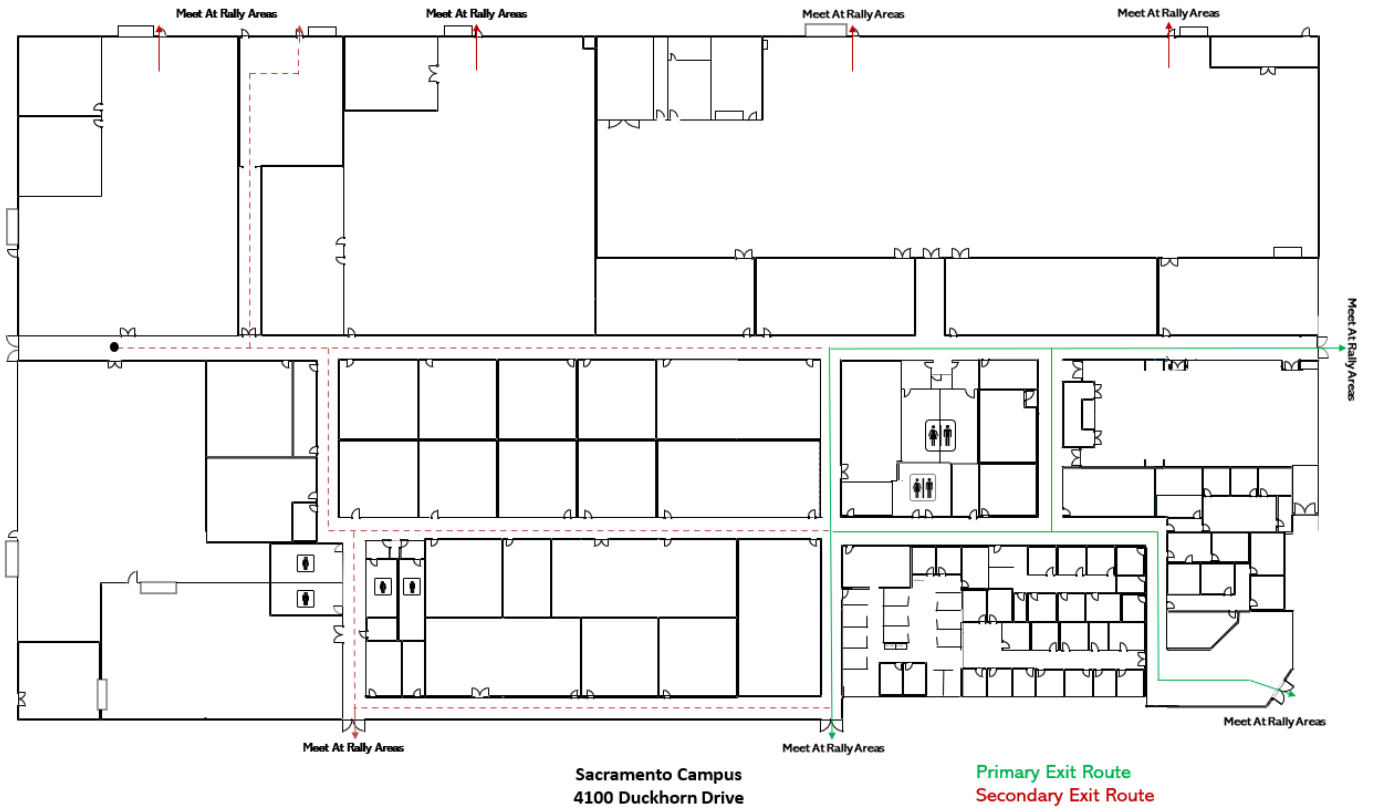 Meet At Rally Areas
Meet At Rally Areas
Meet At Rally Areas
Meet At Rally Areas
Meet At Rally Areas
Meet At Rally Areas
Meet At Rally Areas
Meet At Rally Areas
Sacramento Campus
4100 Duckhorn Drive
Primary Exit Route
Secondary Exit Route